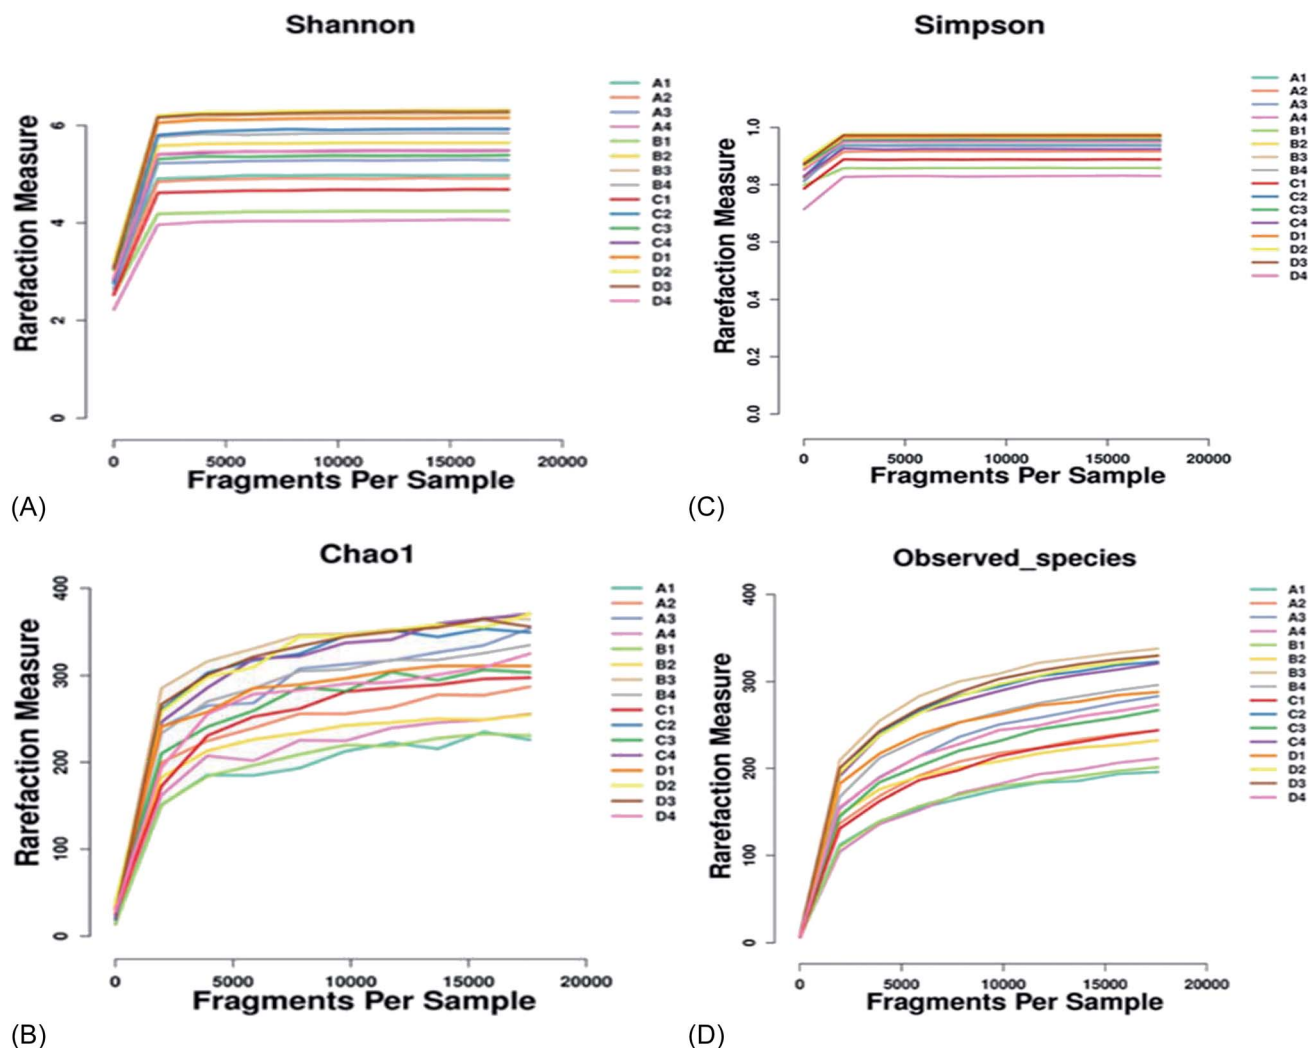 Shannon
Rarefaction Measure
0
2
4
6
0 5000 10000 15000 20000
Fragments Per Sample
A1
A2
A3
A4
B1
B2
B3
B4
C1
C2
C3
C4
D1
D2
D3
D4
(A)
Simpson
Rarefaction Measure
0.0
0.2
0.4
0.6
0.8
1.0
0 5000 10000 15000 20000
Fragments Per Sample
A1
A2
A3
A4
B1
B2
B3
B4
C1
C2
C3
C4
D1
D2
D3
D4
(C)
Chao1
Rarefaction Measure
0
100
200
300
400
0 5000 10000 15000 20000
Fragments Per Sample
A1
A2
A3
A4
B1
B2
B3
B4
C1
C2
C3
C4
D1
D2
D3
D4
(B)
Observed_species
Rarefaction Measure
0
100
200
300
400
0 5000 10000 15000 20000
Fragments Per Sample
A1
A2
A3
A4
B1
B2
B3
B4
C1
C2
C3
C4
D1
D2
D3
D4
(D)